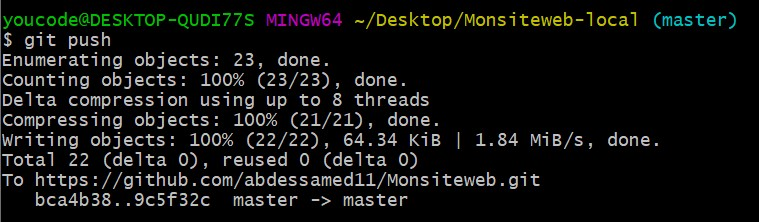 youcode@DESKTOP-QUDI77S MINGW64 ~/Desktop/Monsiteweb-local (master)
$ git push
Enumerating objects: 23, done.
Counting objects: 100% (23/23), done.
Delta compression using up to 8 threads
Compressing objects: 100% (21/21), done.
Writing objects: 100% (22/22), 64.34 KiB | 1.84 MiB/s, done.
Total 22 (delta 0), reused 0 (delta 0)
To https://github.com/abdessamed11/Monsiteweb.git
   bca4b38..9c5f32c  master -> master